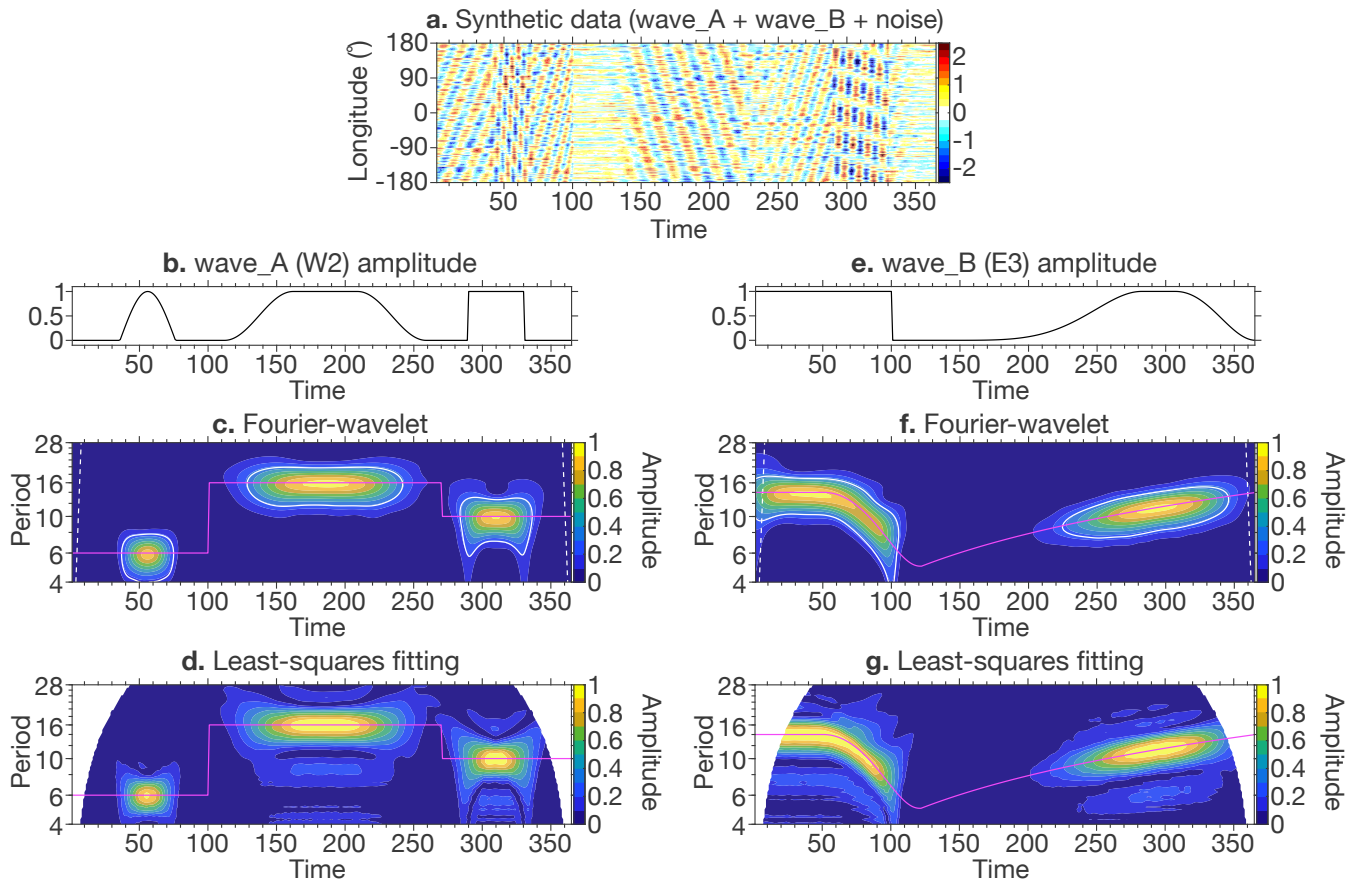 a. Synthetic data (wave_A + wave_B + noise)
180
90
0
-90
-180
Longitude (°)
2
1
0
-1
-2
50 100 150 200 250 300 350
Time
b. wave_A (W2) amplitude
1
0.5
0
50 100 150 200 250 300 350
Time
e. wave_B (E3) amplitude
1
0.5
0
50 100 150 200 250 300 350
Time
c. Fourier-wavelet
28
16
10
6
4
Period
1
0.8
0.6
0.4
0.2
0
Amplitude
50 100 150 200 250 300 350
Time
f. Fourier-wavelet
28
16
10
6
4
Period
1
0.8
0.6
0.4
0.2
0
Amplitude
50 100 150 200 250 300 350
Time
d. Least-squares fitting
28
16
10
6
4
Period
1
0.8
0.6
0.4
0.2
0
Amplitude
50 100 150 200 250 300 350
Time
g. Least-squares fitting
28
16
10
6
4
Period
1
0.8
0.6
0.4
0.2
0
Amplitude
50 100 150 200 250 300 350
Time